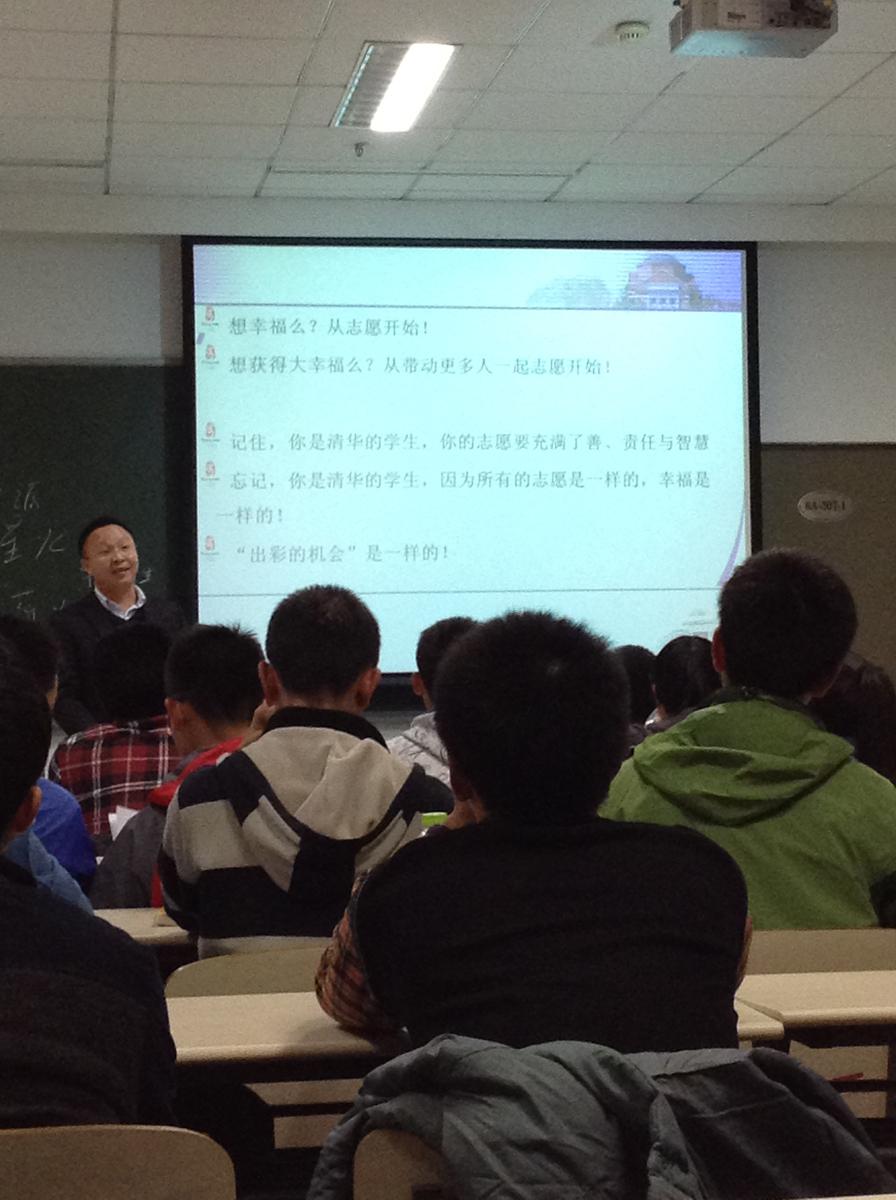 想幸福么？从志愿开始！
想获得大幸福么？从带动更多人一起志愿开始！
记住，你是清华的学生，你的志愿要充满了善、责任与智慧
忘记，你是清华的学生，因为所有的志愿是一样的，幸福是
一样的！
“出彩的机会”是一样的！